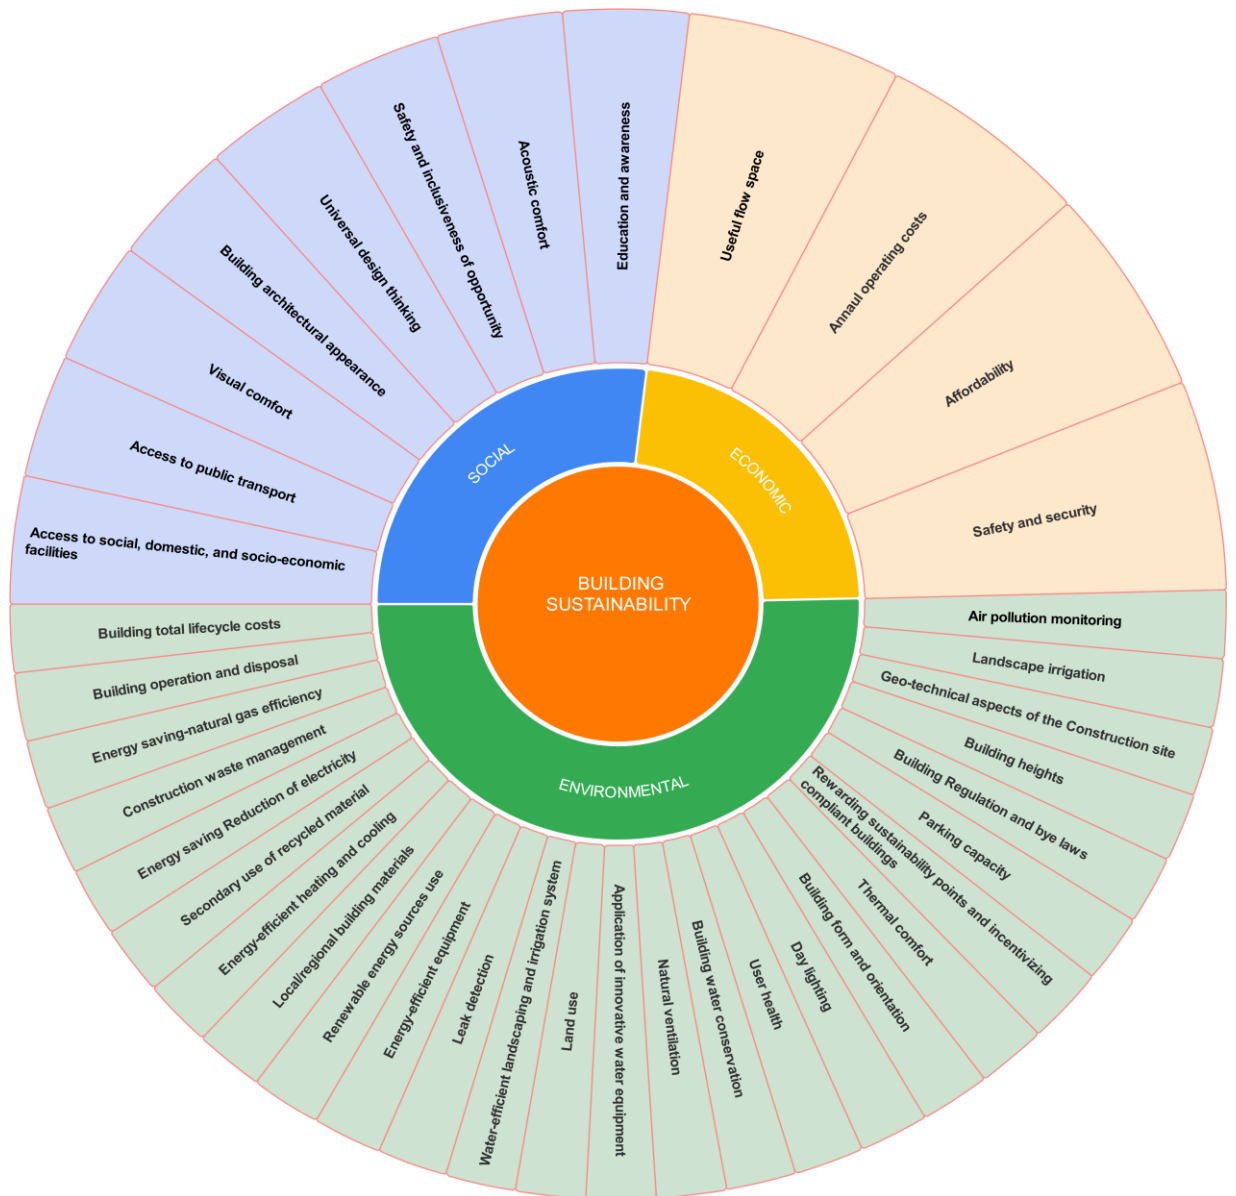 BUILDING
SUSTAINABILITY
SOCIAL
ECONOMIC
ENVIRONMENTAL
Access to social, domestic, and socio-economic
facilities
Access to public transport
Visual comfort
Building architectural appearance
Universal design thinking
Safety and inclusiveness of opportunity
Acoustic comfort
Education and awareness
Useful flow space
Annaul operating costs
Affordability
Safety and security
Air pollution monitoring
Landscape irrigation
Geo-technical aspects of the Construction site
Building heights
Building Regulation and bye laws
Parking capacity
Rewarding sustainability points and incentivizing
compliant buildings
Thermal comfort
Building form and orientation
Day lighting
User health
Building water conservation
Natural ventilation
Application of innovative water equipment
Land use
Water-efficient landscaping and irrigation system
Leak detection
Energy-efficient equipment
Renewable energy sources use
Local/regional building materials
Energy-efficient heating and cooling
Secondary use of recycled material
Energy saving Reduction of electricity
Construction waste management
Energy saving-natural gas efficiency
Building operation and disposal
Building total lifecycle costs